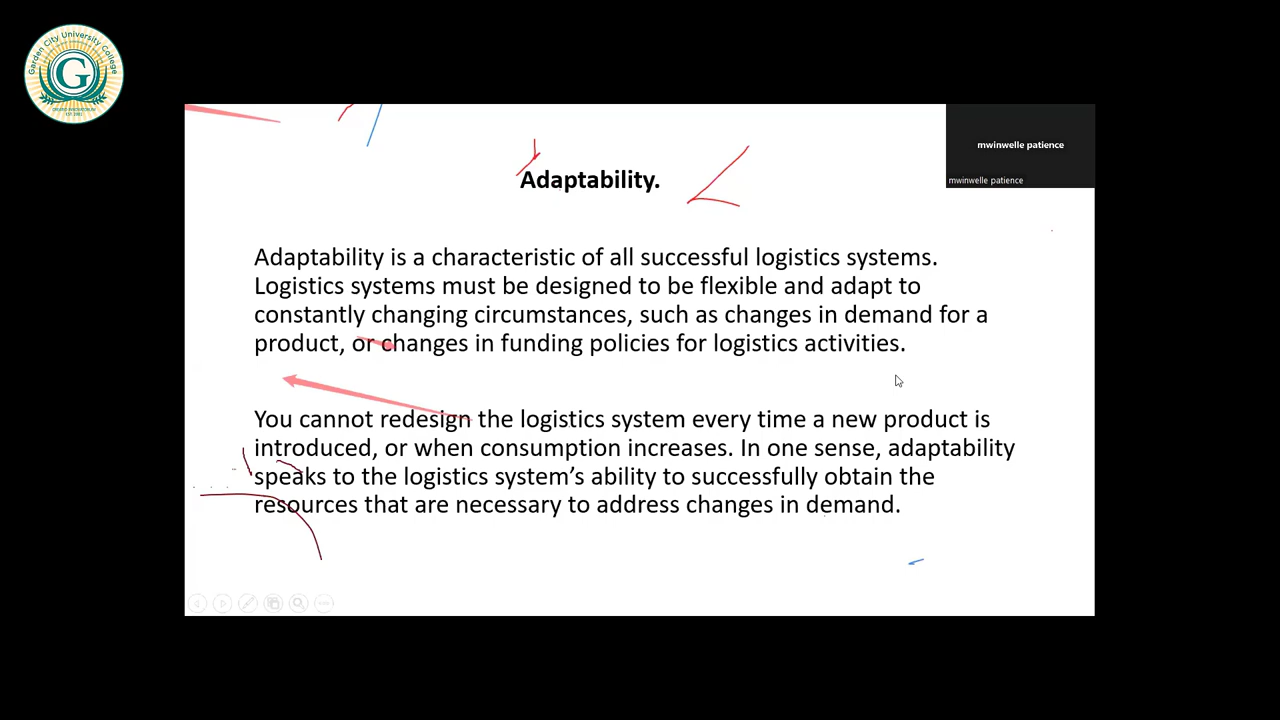 Garden City University College
G
mwinwelle patience
mwinwelle patience
Adaptability.
Adaptability is a characteristic of all successful logistics systems.
Logistics systems must be designed to be flexible and adapt to
constantly changing circumstances, such as changes in demand for a
product, or changes in funding policies for logistics activities.
You cannot redesign the logistics system every time a new product is
introduced, or when consumption increases. In one sense, adaptability
speaks to the logistics system’s ability to successfully obtain the
resources that are necessary to address changes in demand.